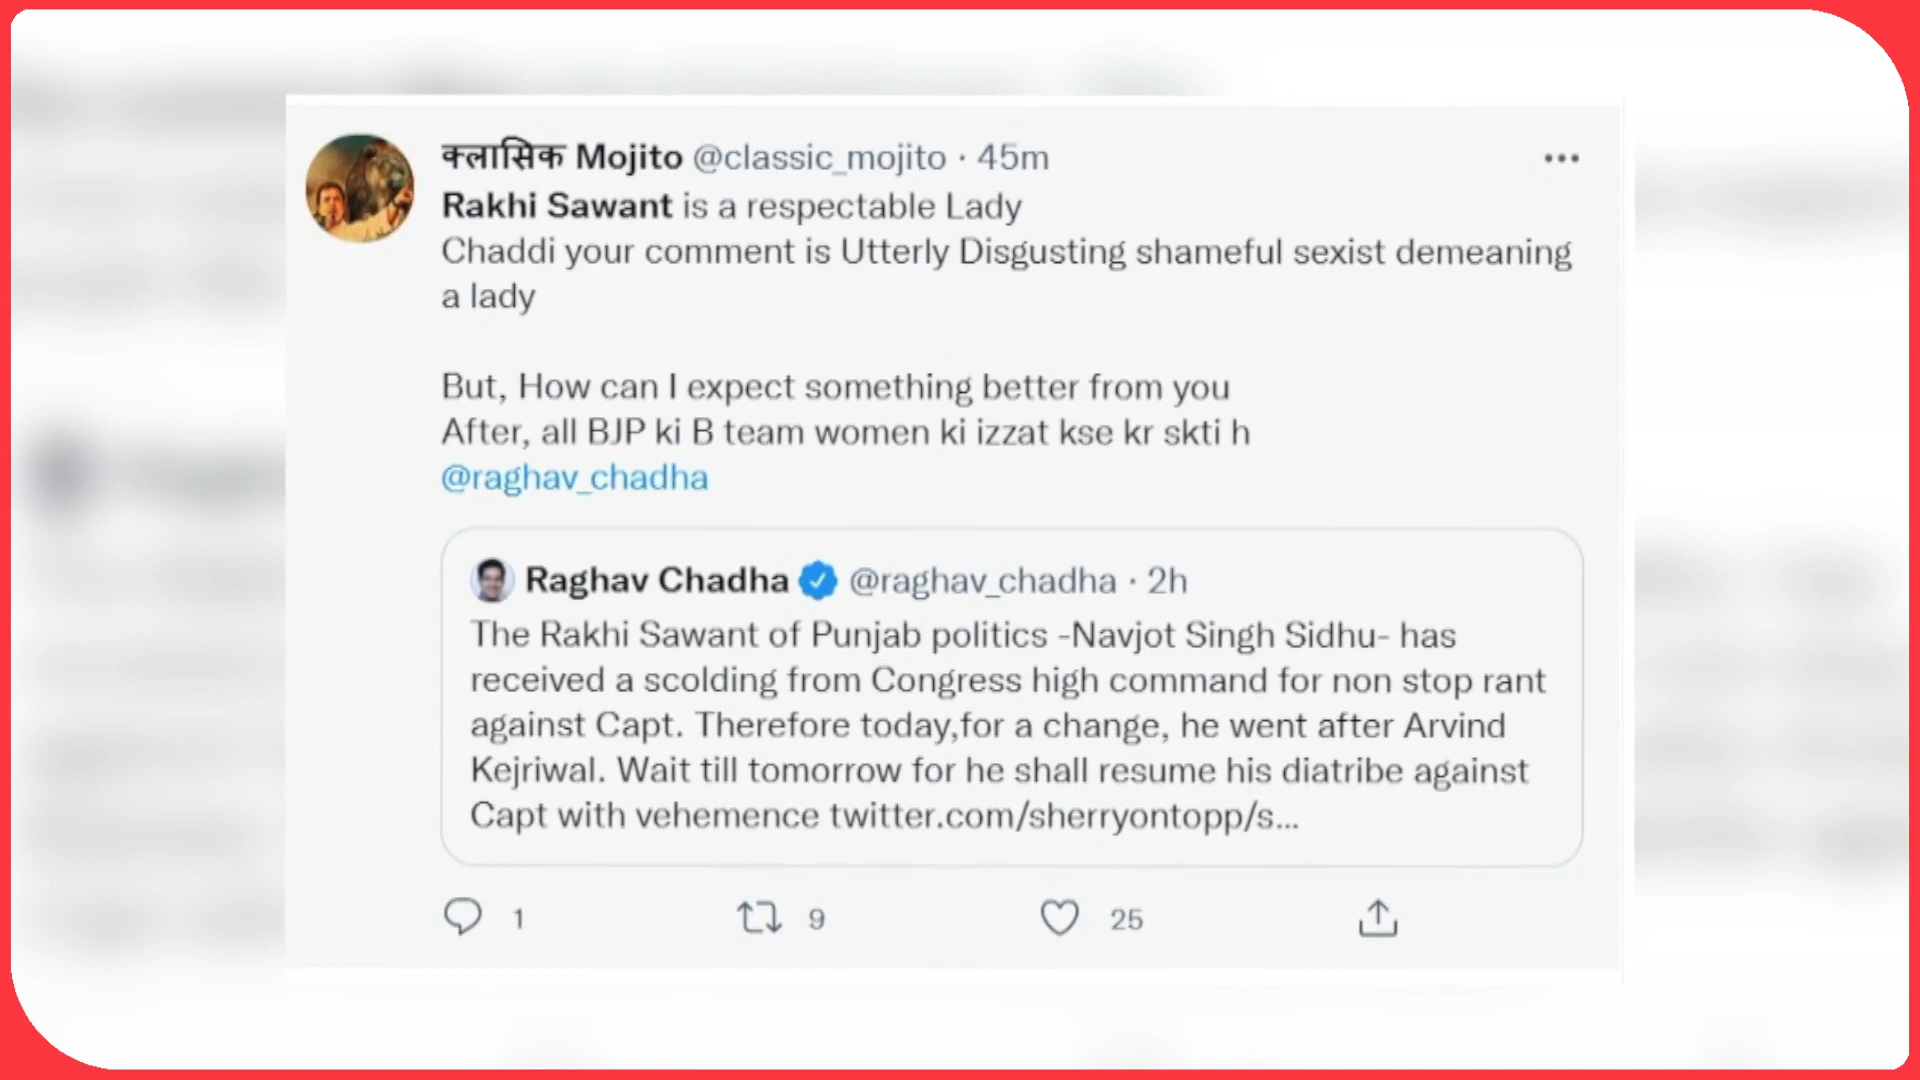 क्लासिक Mojito @classic_mojito · 45m
Rakhi Sawant is a respectable Lady
Chaddi your comment is Utterly Disgusting shameful sexist demeaning
a lady
But, How can I expect something better from you
After, all BJP ki B team women ki izzat kse kr skti h
@raghav_chadha
Raghav Chadha @raghav_chadha · 2h
The Rakhi Sawant of Punjab politics -Navjot Singh Sidhu- has
received a scolding from Congress high command for non stop rant
against Capt. Therefore today,for a change, he went after Arvind
Kejriwal. Wait till tomorrow for he shall resume his diatribe against
Capt with vehemence twitter.com/sherryontopp/s...
1 9 25